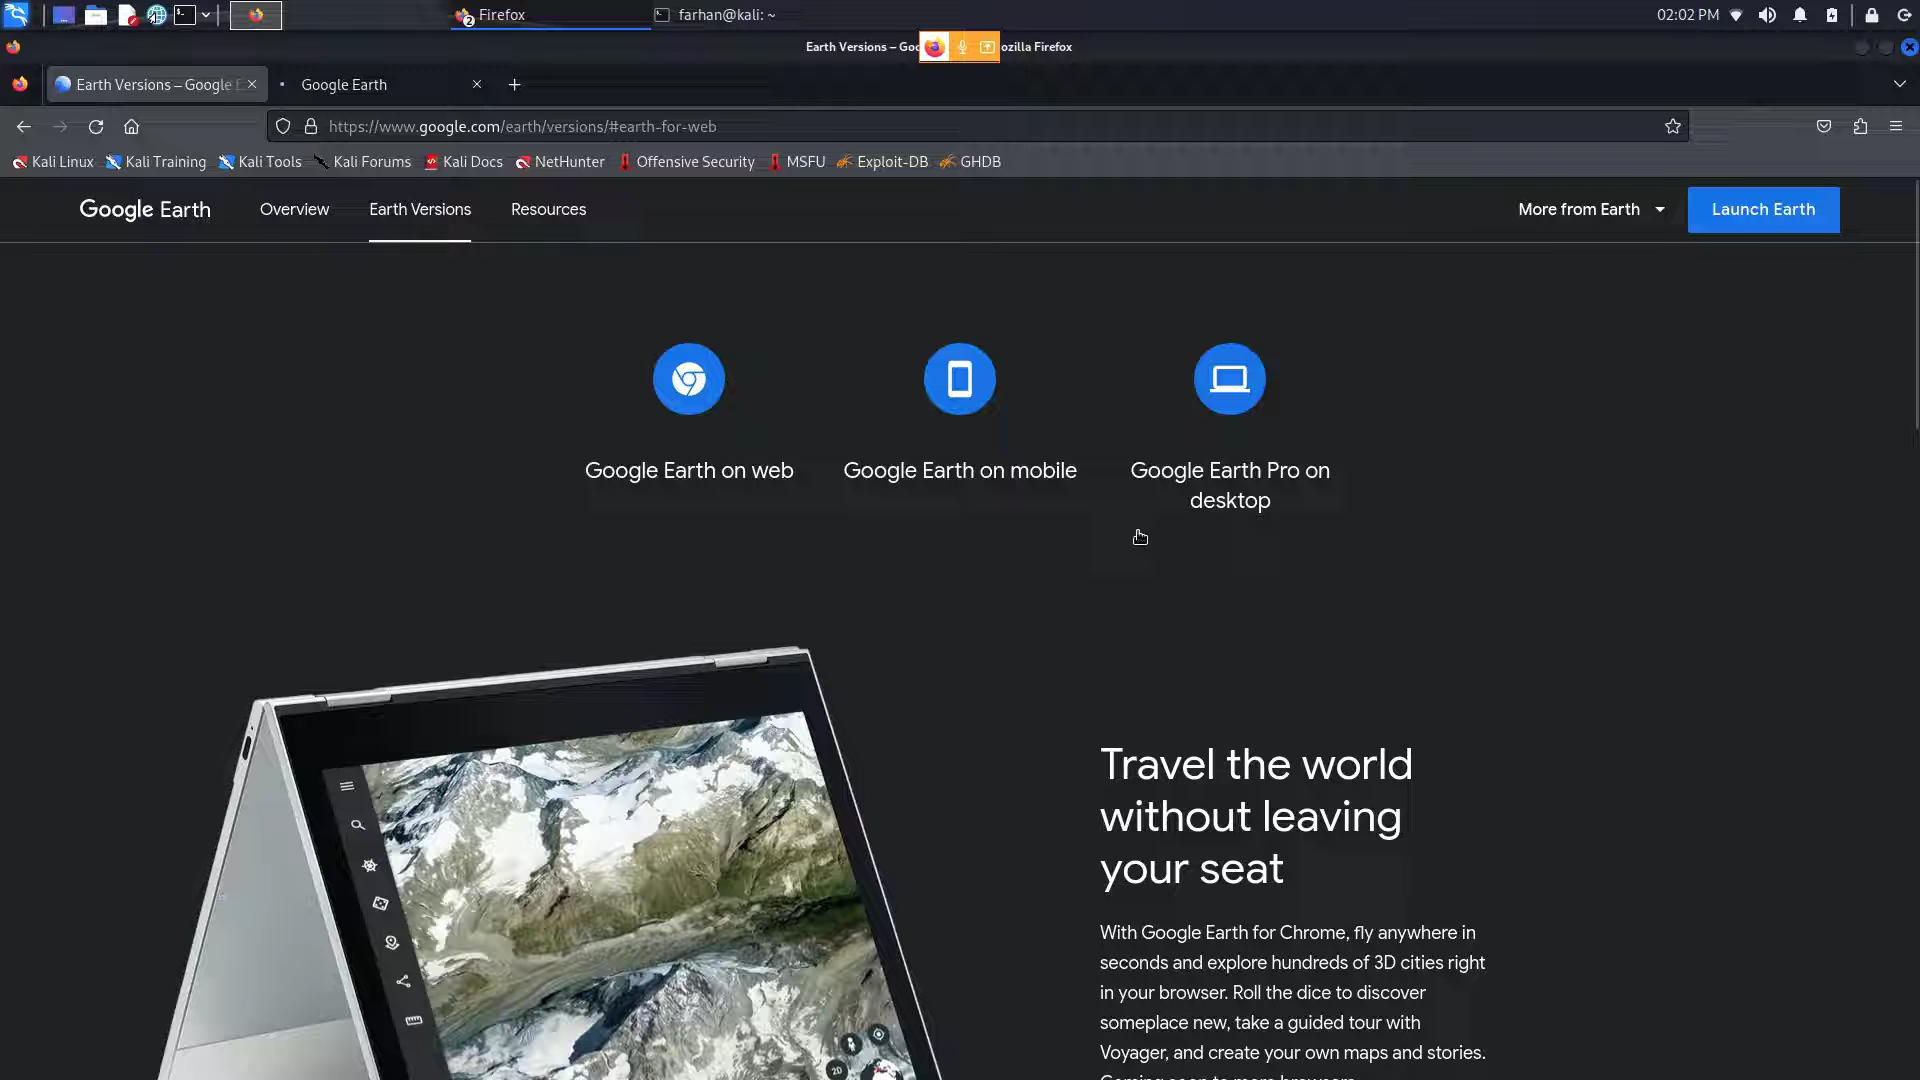 Firefox
farhan@kali: ~
02:02 PM
2
Earth Versions – Goo
ozilla Firefox
Earth Versions – Google E
Google Earth
https://www.google.com/earth/versions/#earth-for-web
Kali Linux
Kali Training
Kali Tools
Kali Forums
Kali Docs
NetHunter
Offensive Security
MSFU
Exploit-DB
GHDB
Google Earth
Overview
Earth Versions
Resources
More from Earth
Launch Earth
Google Earth on web
Google Earth on mobile
Google Earth Pro on
desktop
Travel the world
without leaving
your seat
With Google Earth for Chrome, fly anywhere in
seconds and explore hundreds of 3D cities right
in your browser. Roll the dice to discover
someplace new, take a guided tour with
Voyager, and create your own maps and stories.
2D